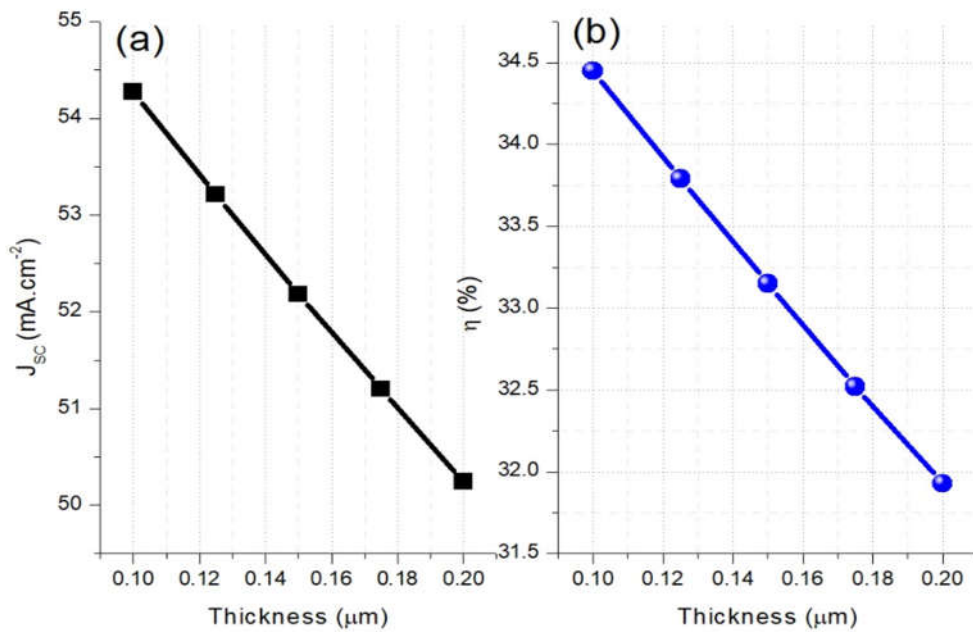 (a)
55
54
53
52
51
50
J_SC (mA.cm⁻²)
0.10 0.12 0.14 0.16 0.18 0.20
Thickness (μm)
(b)
34.5
34.0
33.5
33.0
32.5
32.0
31.5
η (%)
0.10 0.12 0.14 0.16 0.18 0.20
Thickness (μm)